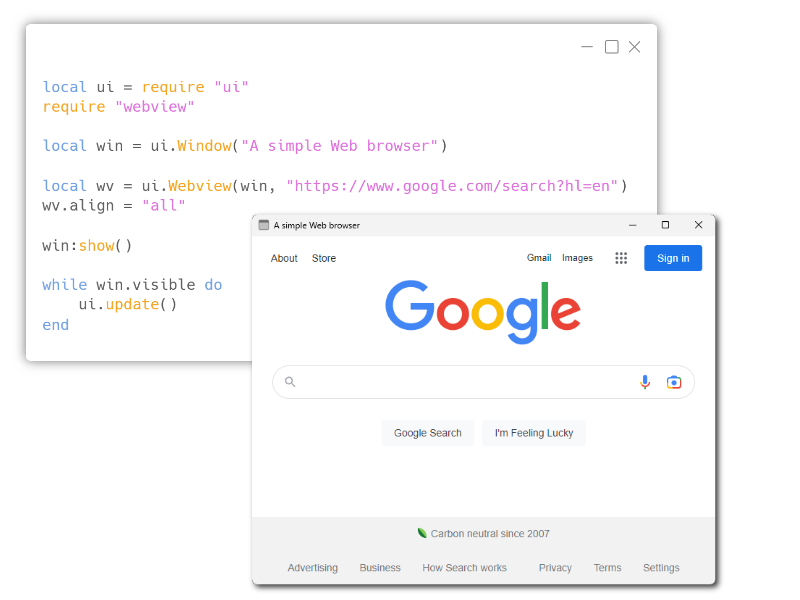 local ui = require "ui"
require "webview"
local win = ui.Window("A simple Web browser")
local wv = ui.Webview(win, "https://www.google.com/search?hl=en")
wv.align = "all"
win:show()
while win.visible do
    ui.update()
end
A simple Web browser
About Store Gmail Images Sign in
Google
Google Search I'm Feeling Lucky
Carbon neutral since 2007
Advertising Business How Search works Privacy Terms Settings